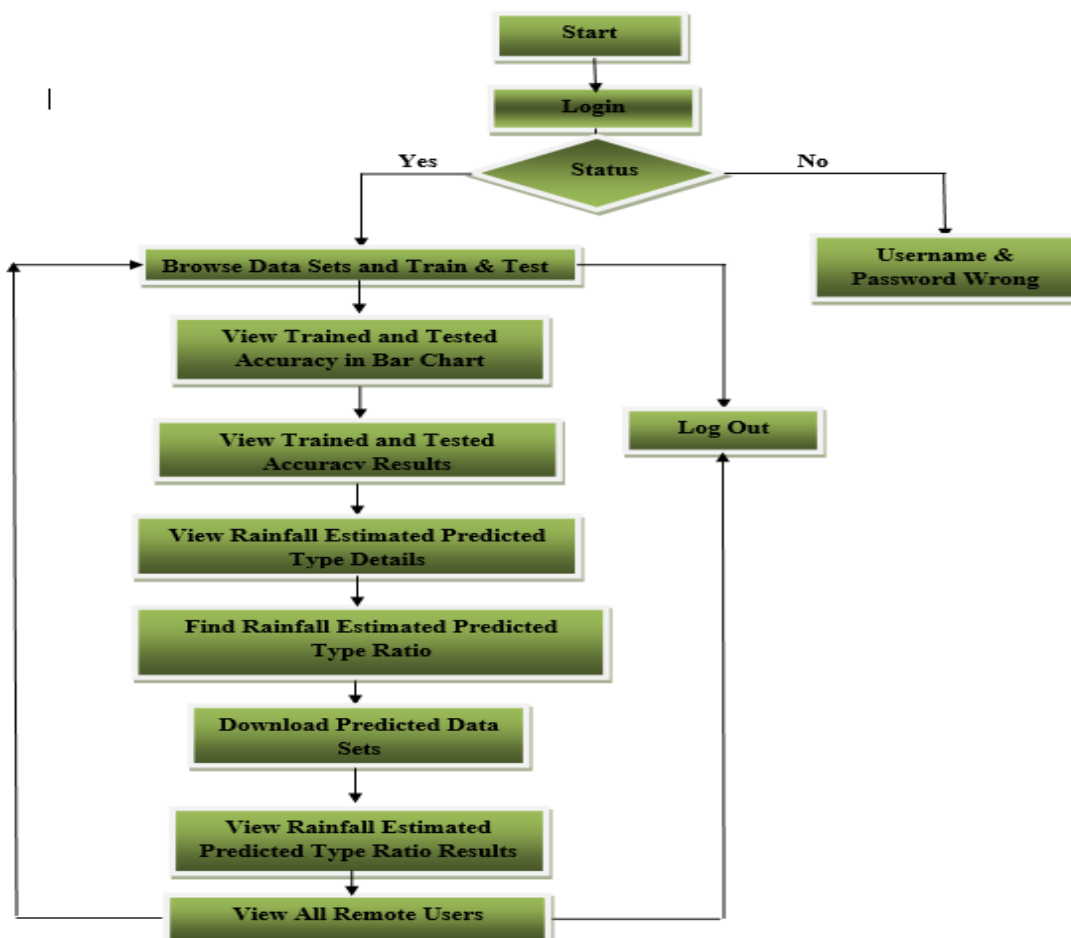 Start
Login
Yes
Status
No
Browse Data Sets and Train & Test
Username &
Password Wrong
View Trained and Tested
Accuracy in Bar Chart
Log Out
View Trained and Tested
Accuracy Results
View Rainfall Estimated Predicted
Type Details
Find Rainfall Estimated Predicted
Type Ratio
Download Predicted Data
Sets
View Rainfall Estimated
Predicted Type Ratio Results
View All Remote Users